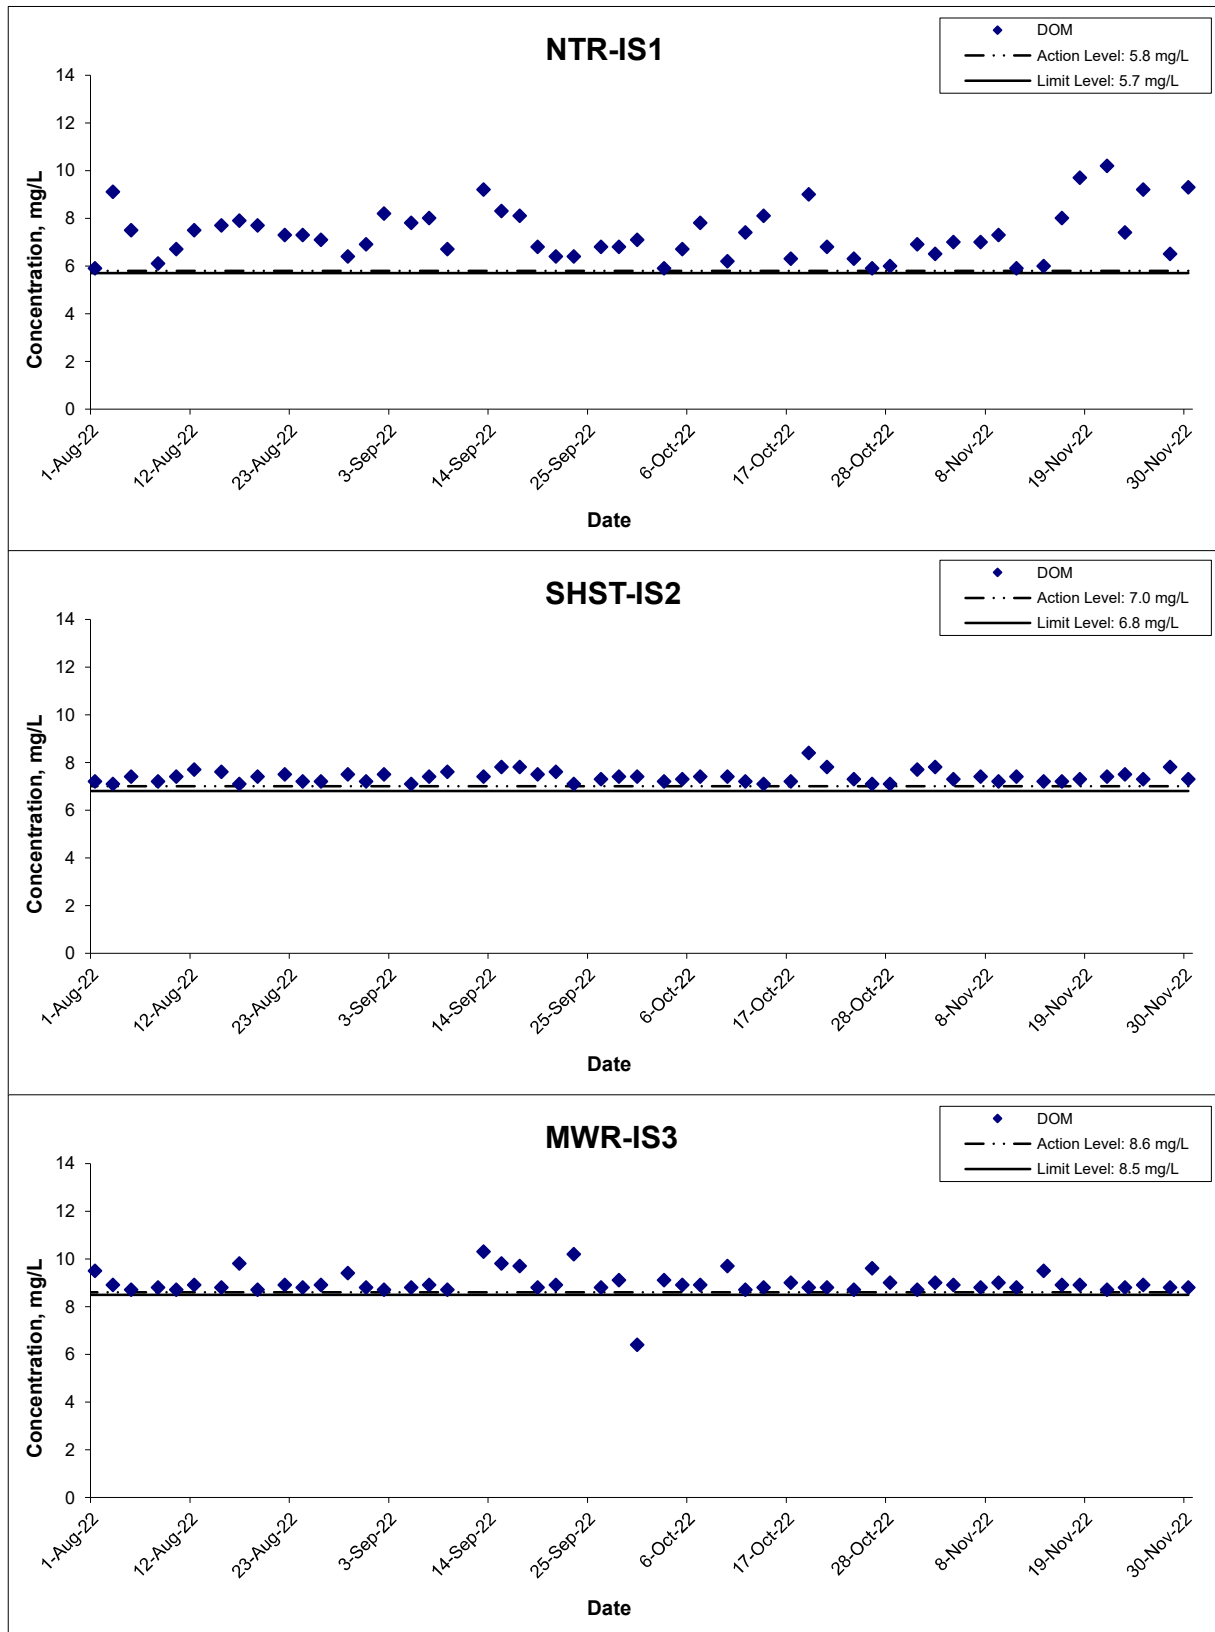 NTR-IS1
DOM
Action Level: 5.8 mg/L
Limit Level: 5.7 mg/L
Concentration, mg/L
14
12
10
8
6
4
2
0
1-Aug-22
12-Aug-22
23-Aug-22
3-Sep-22
14-Sep-22
25-Sep-22
6-Oct-22
17-Oct-22
28-Oct-22
8-Nov-22
19-Nov-22
30-Nov-22
Date
SHST-IS2
DOM
Action Level: 7.0 mg/L
Limit Level: 6.8 mg/L
Concentration, mg/L
14
12
10
8
6
4
2
0
1-Aug-22
12-Aug-22
23-Aug-22
3-Sep-22
14-Sep-22
25-Sep-22
6-Oct-22
17-Oct-22
28-Oct-22
8-Nov-22
19-Nov-22
30-Nov-22
Date
MWR-IS3
DOM
Action Level: 8.6 mg/L
Limit Level: 8.5 mg/L
Concentration, mg/L
14
12
10
8
6
4
2
0
1-Aug-22
12-Aug-22
23-Aug-22
3-Sep-22
14-Sep-22
25-Sep-22
6-Oct-22
17-Oct-22
28-Oct-22
8-Nov-22
19-Nov-22
30-Nov-22
Date